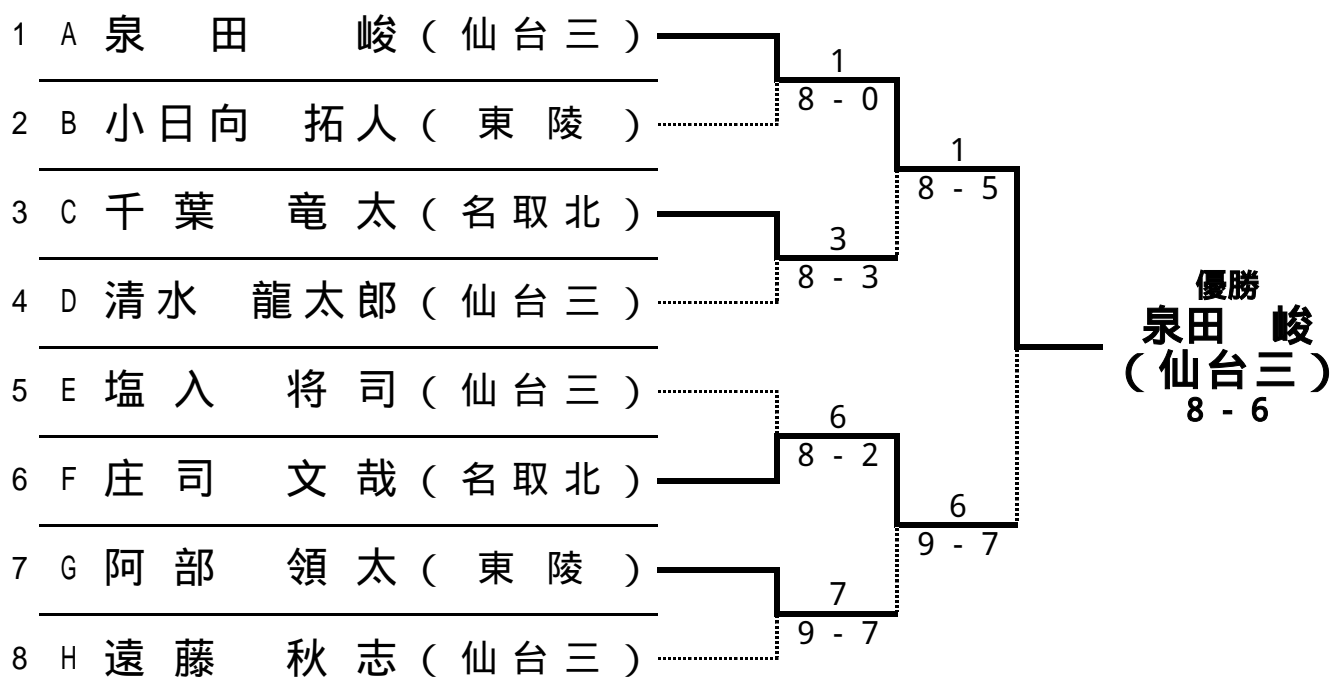 1 A 泉 田 峻 ( 仙台三 )
1
8 - 0
2 B 小日向 拓人 ( 東 陵 )
1
8 - 5
3 C 千 葉 竜 太 ( 名取北 )
3
8 - 3
4 D 清水 龍太郎 ( 仙台三 )
優勝
泉田 峻
( 仙台三 )
8 - 6
5 E 塩 入 将 司 ( 仙台三 )
6
8 - 2
6 F 庄 司 文 哉 ( 名取北 )
6
9 - 7
7 G 阿 部 領 太 ( 東 陵 )
7
9 - 7
8 H 遠 藤 秋 志 ( 仙台三 )